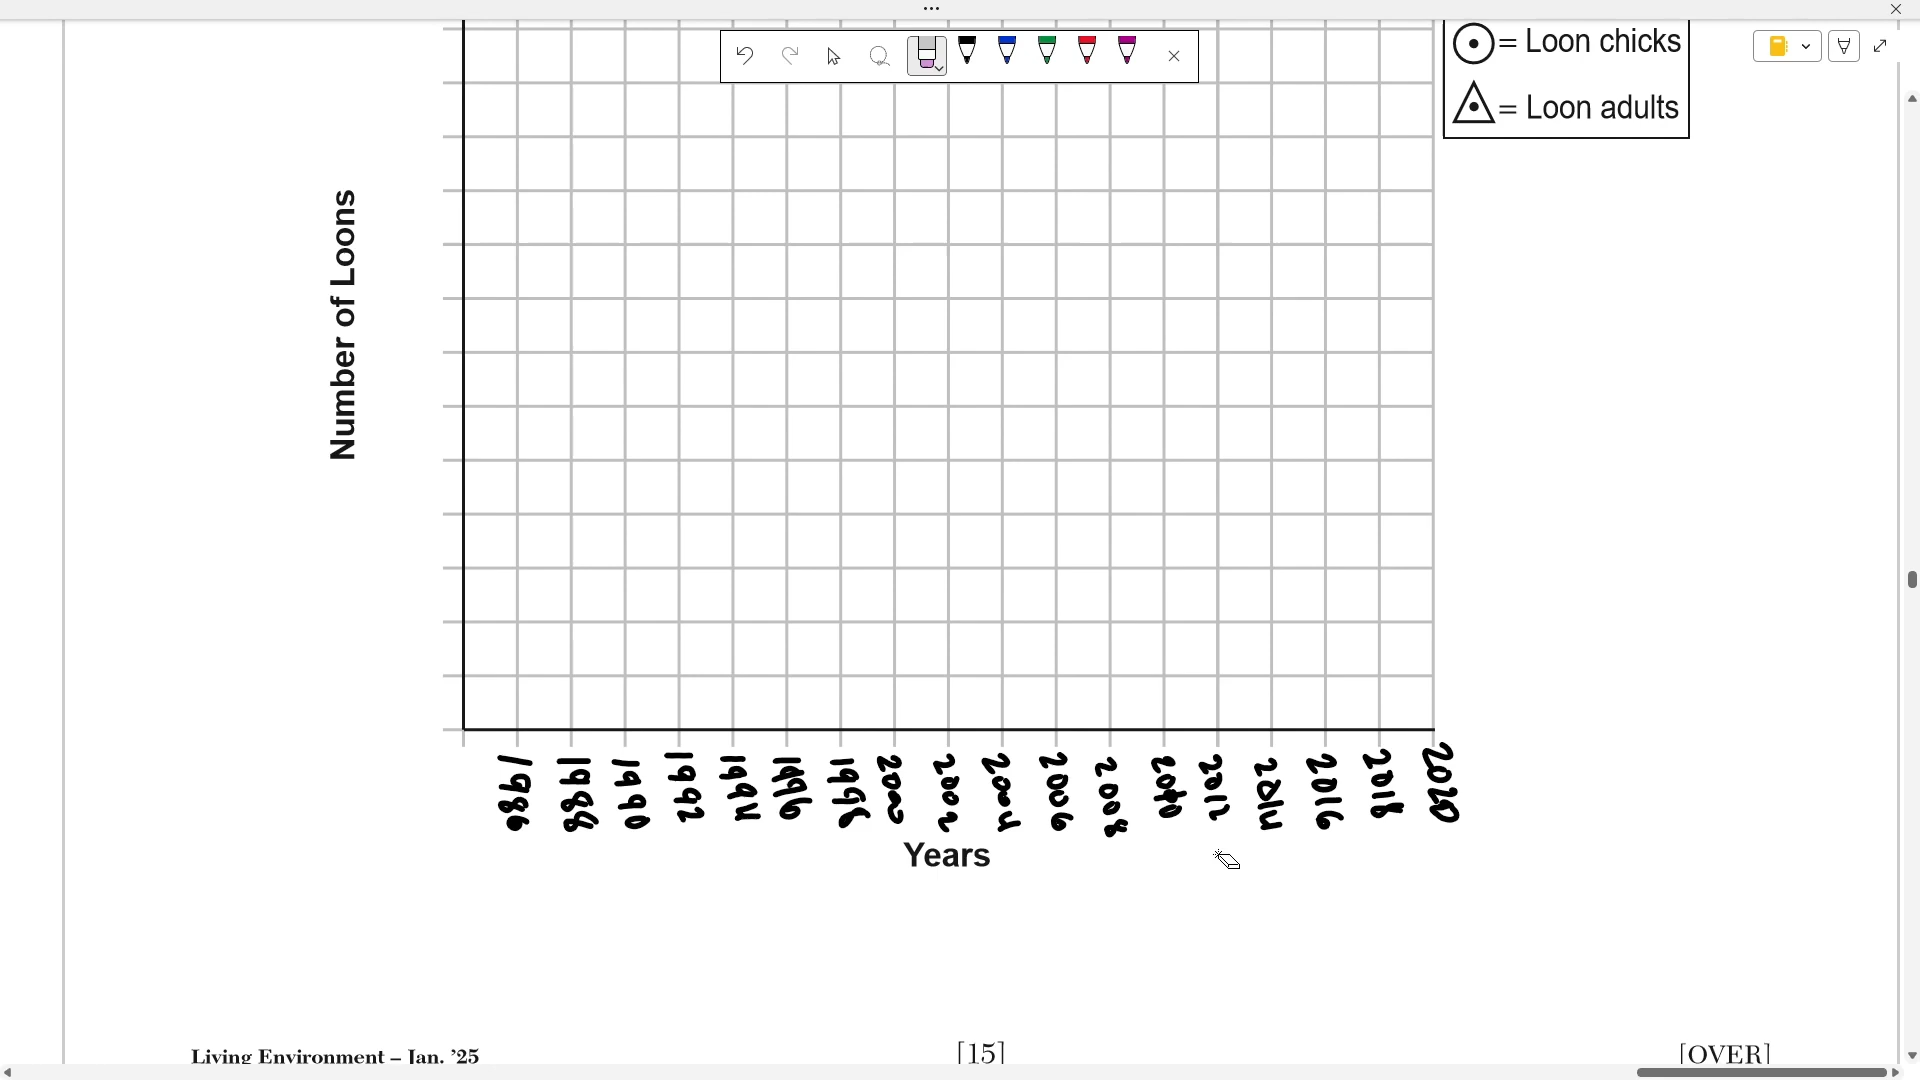 = Loon chicks
= Loon adults
Number of Loons
1986 1988 1990 1992 1994 1996 1998 2000 2002 2004 2006 2008 2010 2012 2014 2016 2018 2020
Years
Living Environment – Jan. ’25 [15] [OVER]